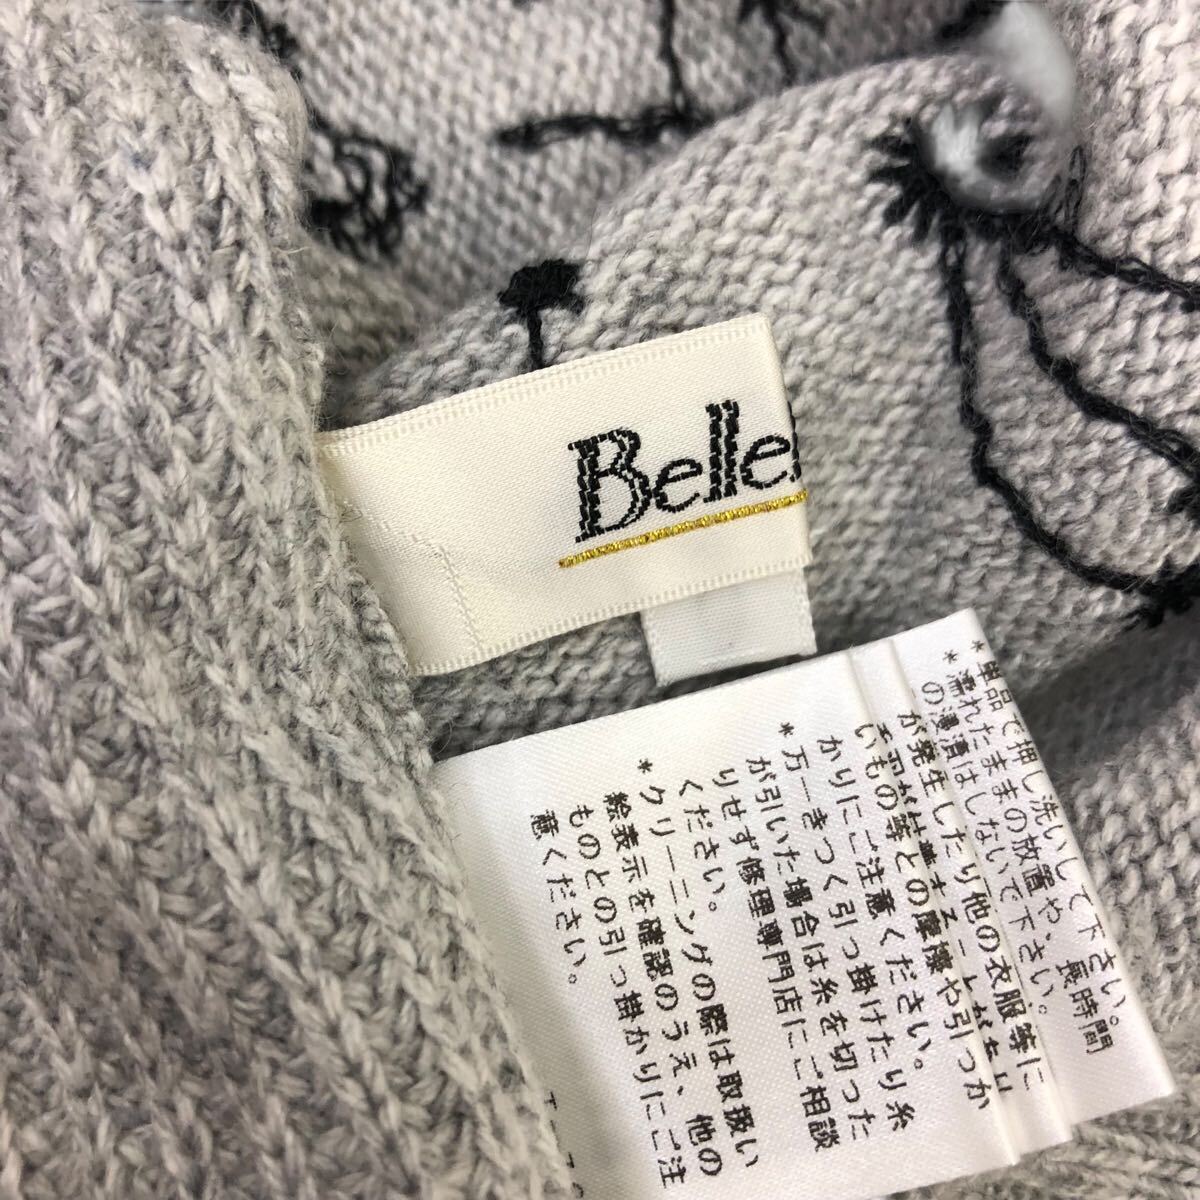 Belle
*単品で押し洗いして下さい。
*濡れたままの放置や、長時間
の浸漬はしないで下さい。
が発生したり他の衣服等に
いもの等との摩擦や引っか
かりにご注意ください。
*万一きつく引っ掛けたり糸
が引いた場合は糸を切った
りせず修理専門店にご相談
ください。
*クリーニングの際は取扱い
絵表示を確認のうえ、他の
ものとの引っ掛かりにご注
意ください。